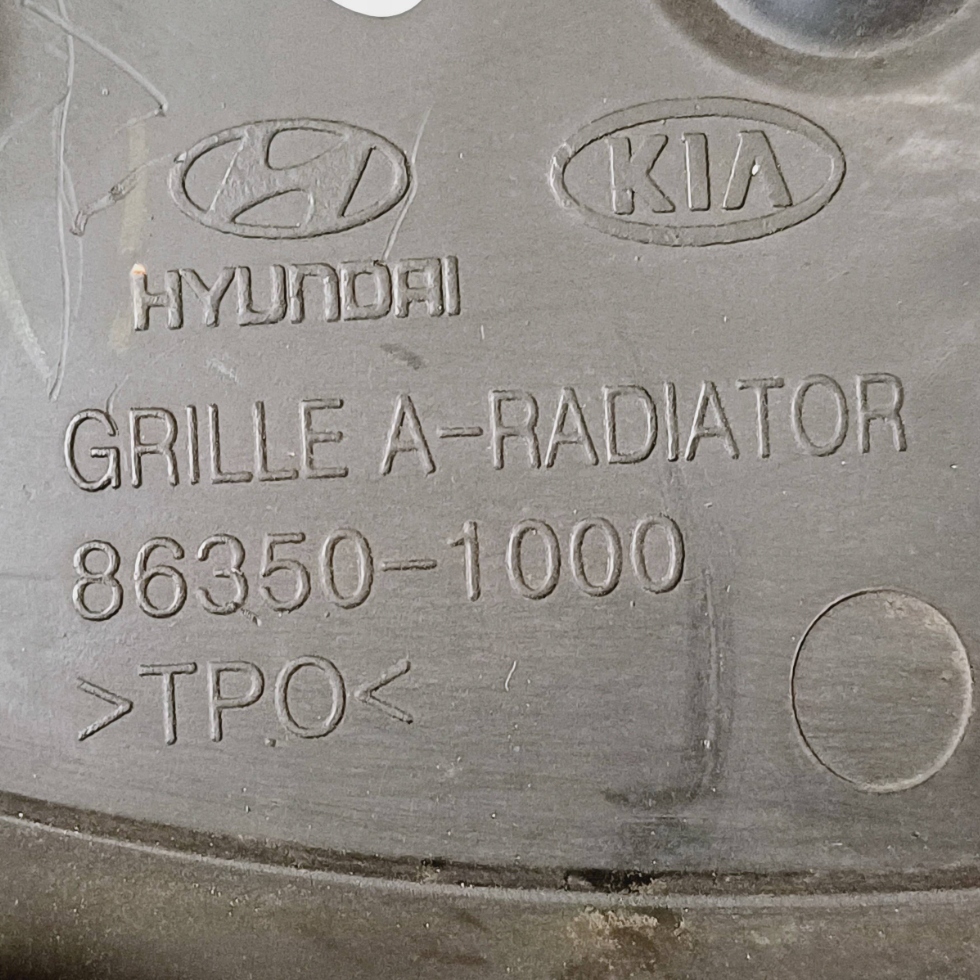 KIA
HYUNDAI
GRILLE A-RADIATOR
86350-1000
>TPO<